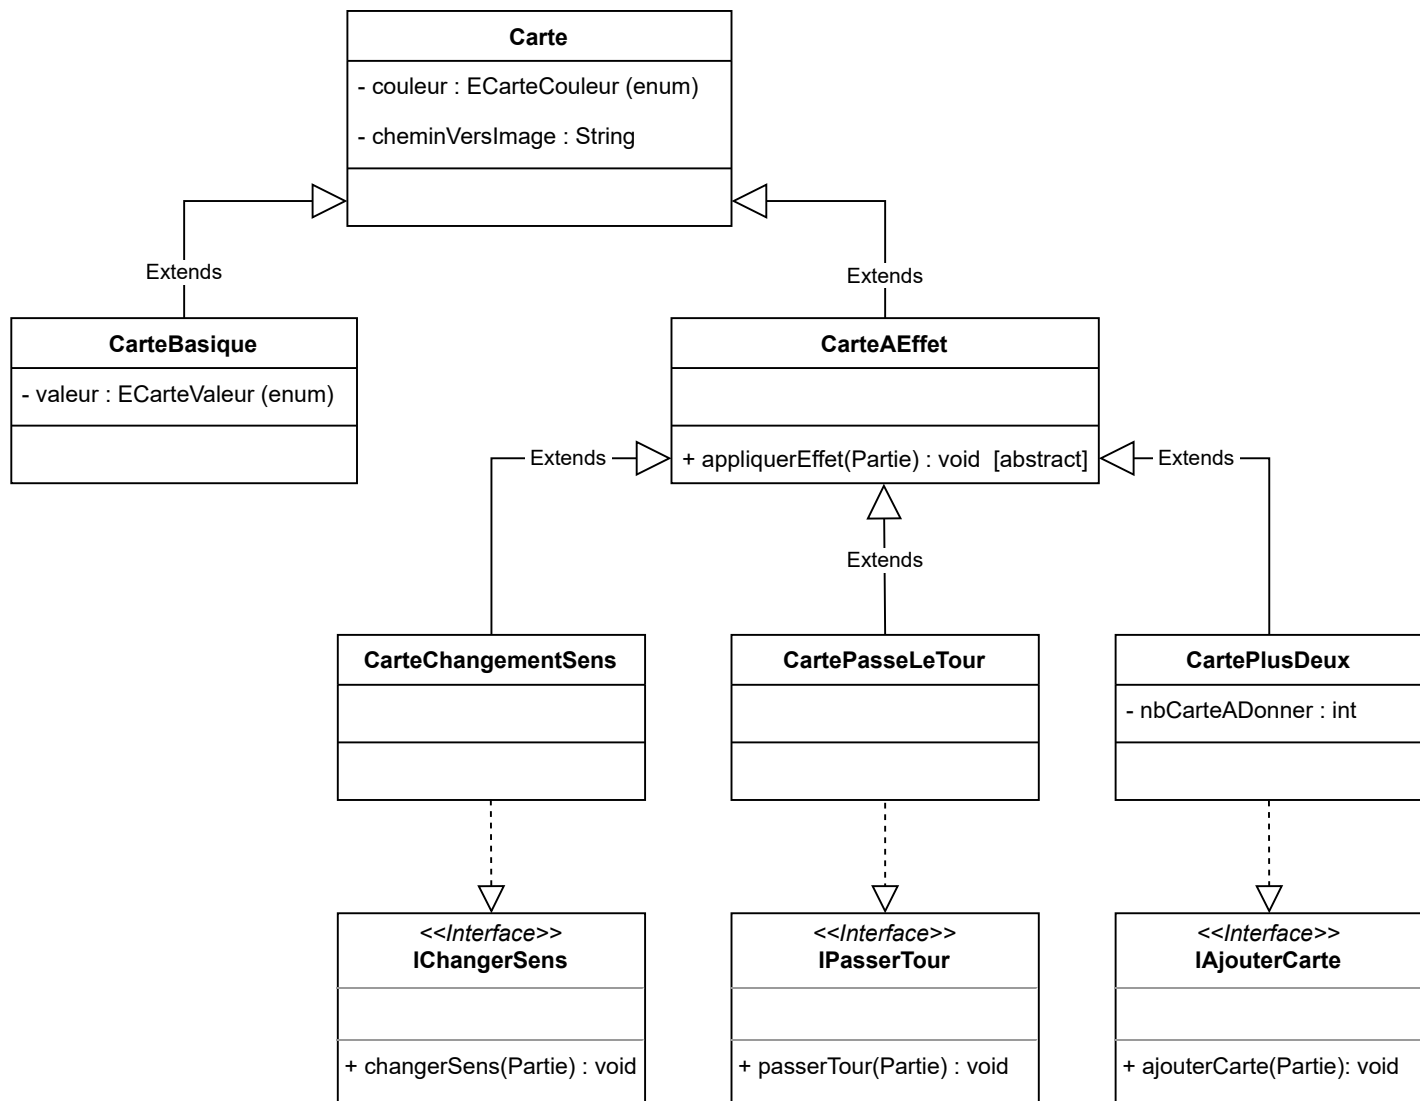 Carte
- couleur : ECarteCouleur (enum)
- cheminVersImage : String
Extends
Extends
CarteBasique
- valeur : ECarteValeur (enum)
CarteAEffet
+ appliquerEffet(Partie) : void [abstract]
Extends
Extends
Extends
CarteChangementSens
CartePasseLeTour
CartePlusDeux
- nbCarteADonner : int
<<Interface>>
IChangerSens
+ changerSens(Partie) : void
<<Interface>>
IPasserTour
+ passerTour(Partie) : void
<<Interface>>
IAjouterCarte
+ ajouterCarte(Partie): void